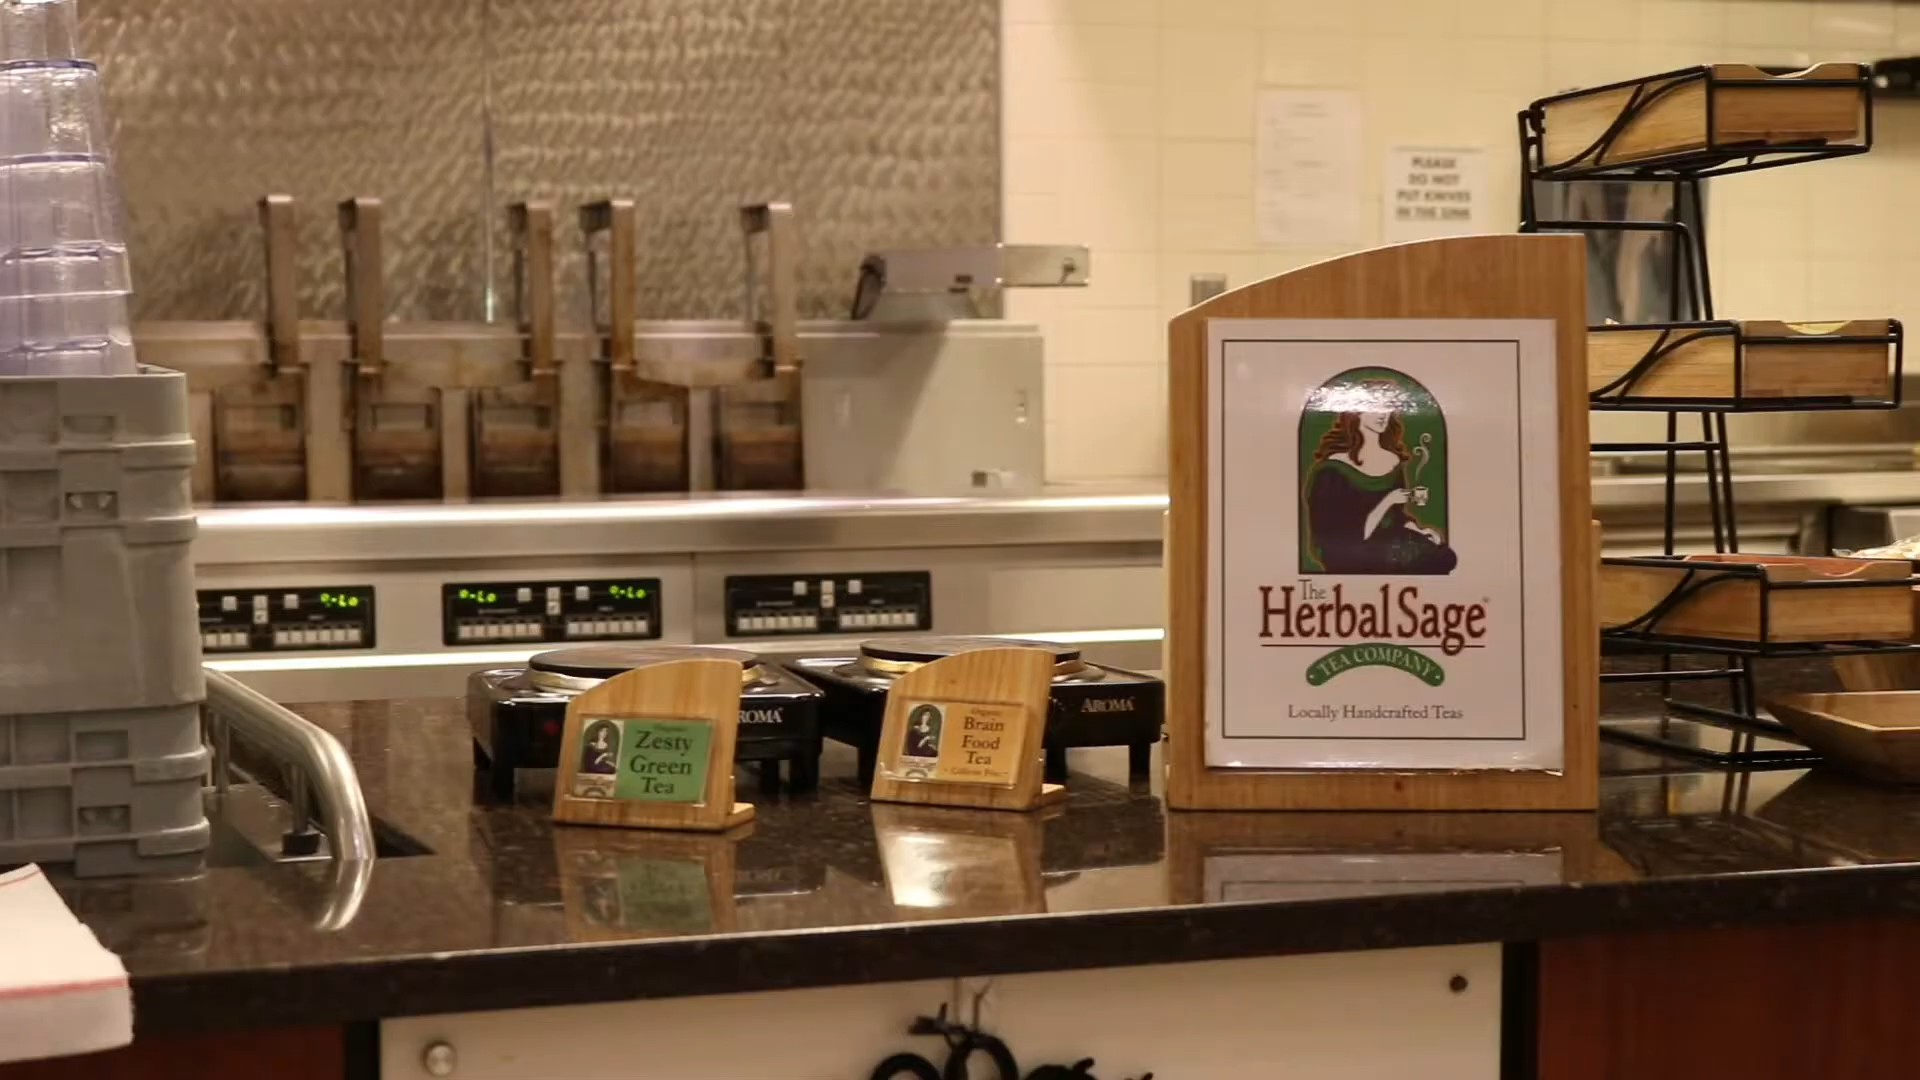 PLEASE
DO NOT
PUT KNIVES
IN THE SINK
The
Herbal Sage
TEA COMPANY
Locally Handcrafted Teas
Organic
Zesty
Green
Tea
Organic
Brain
Food
Tea
~ Caffeine Free ~
AROMA
ROMA